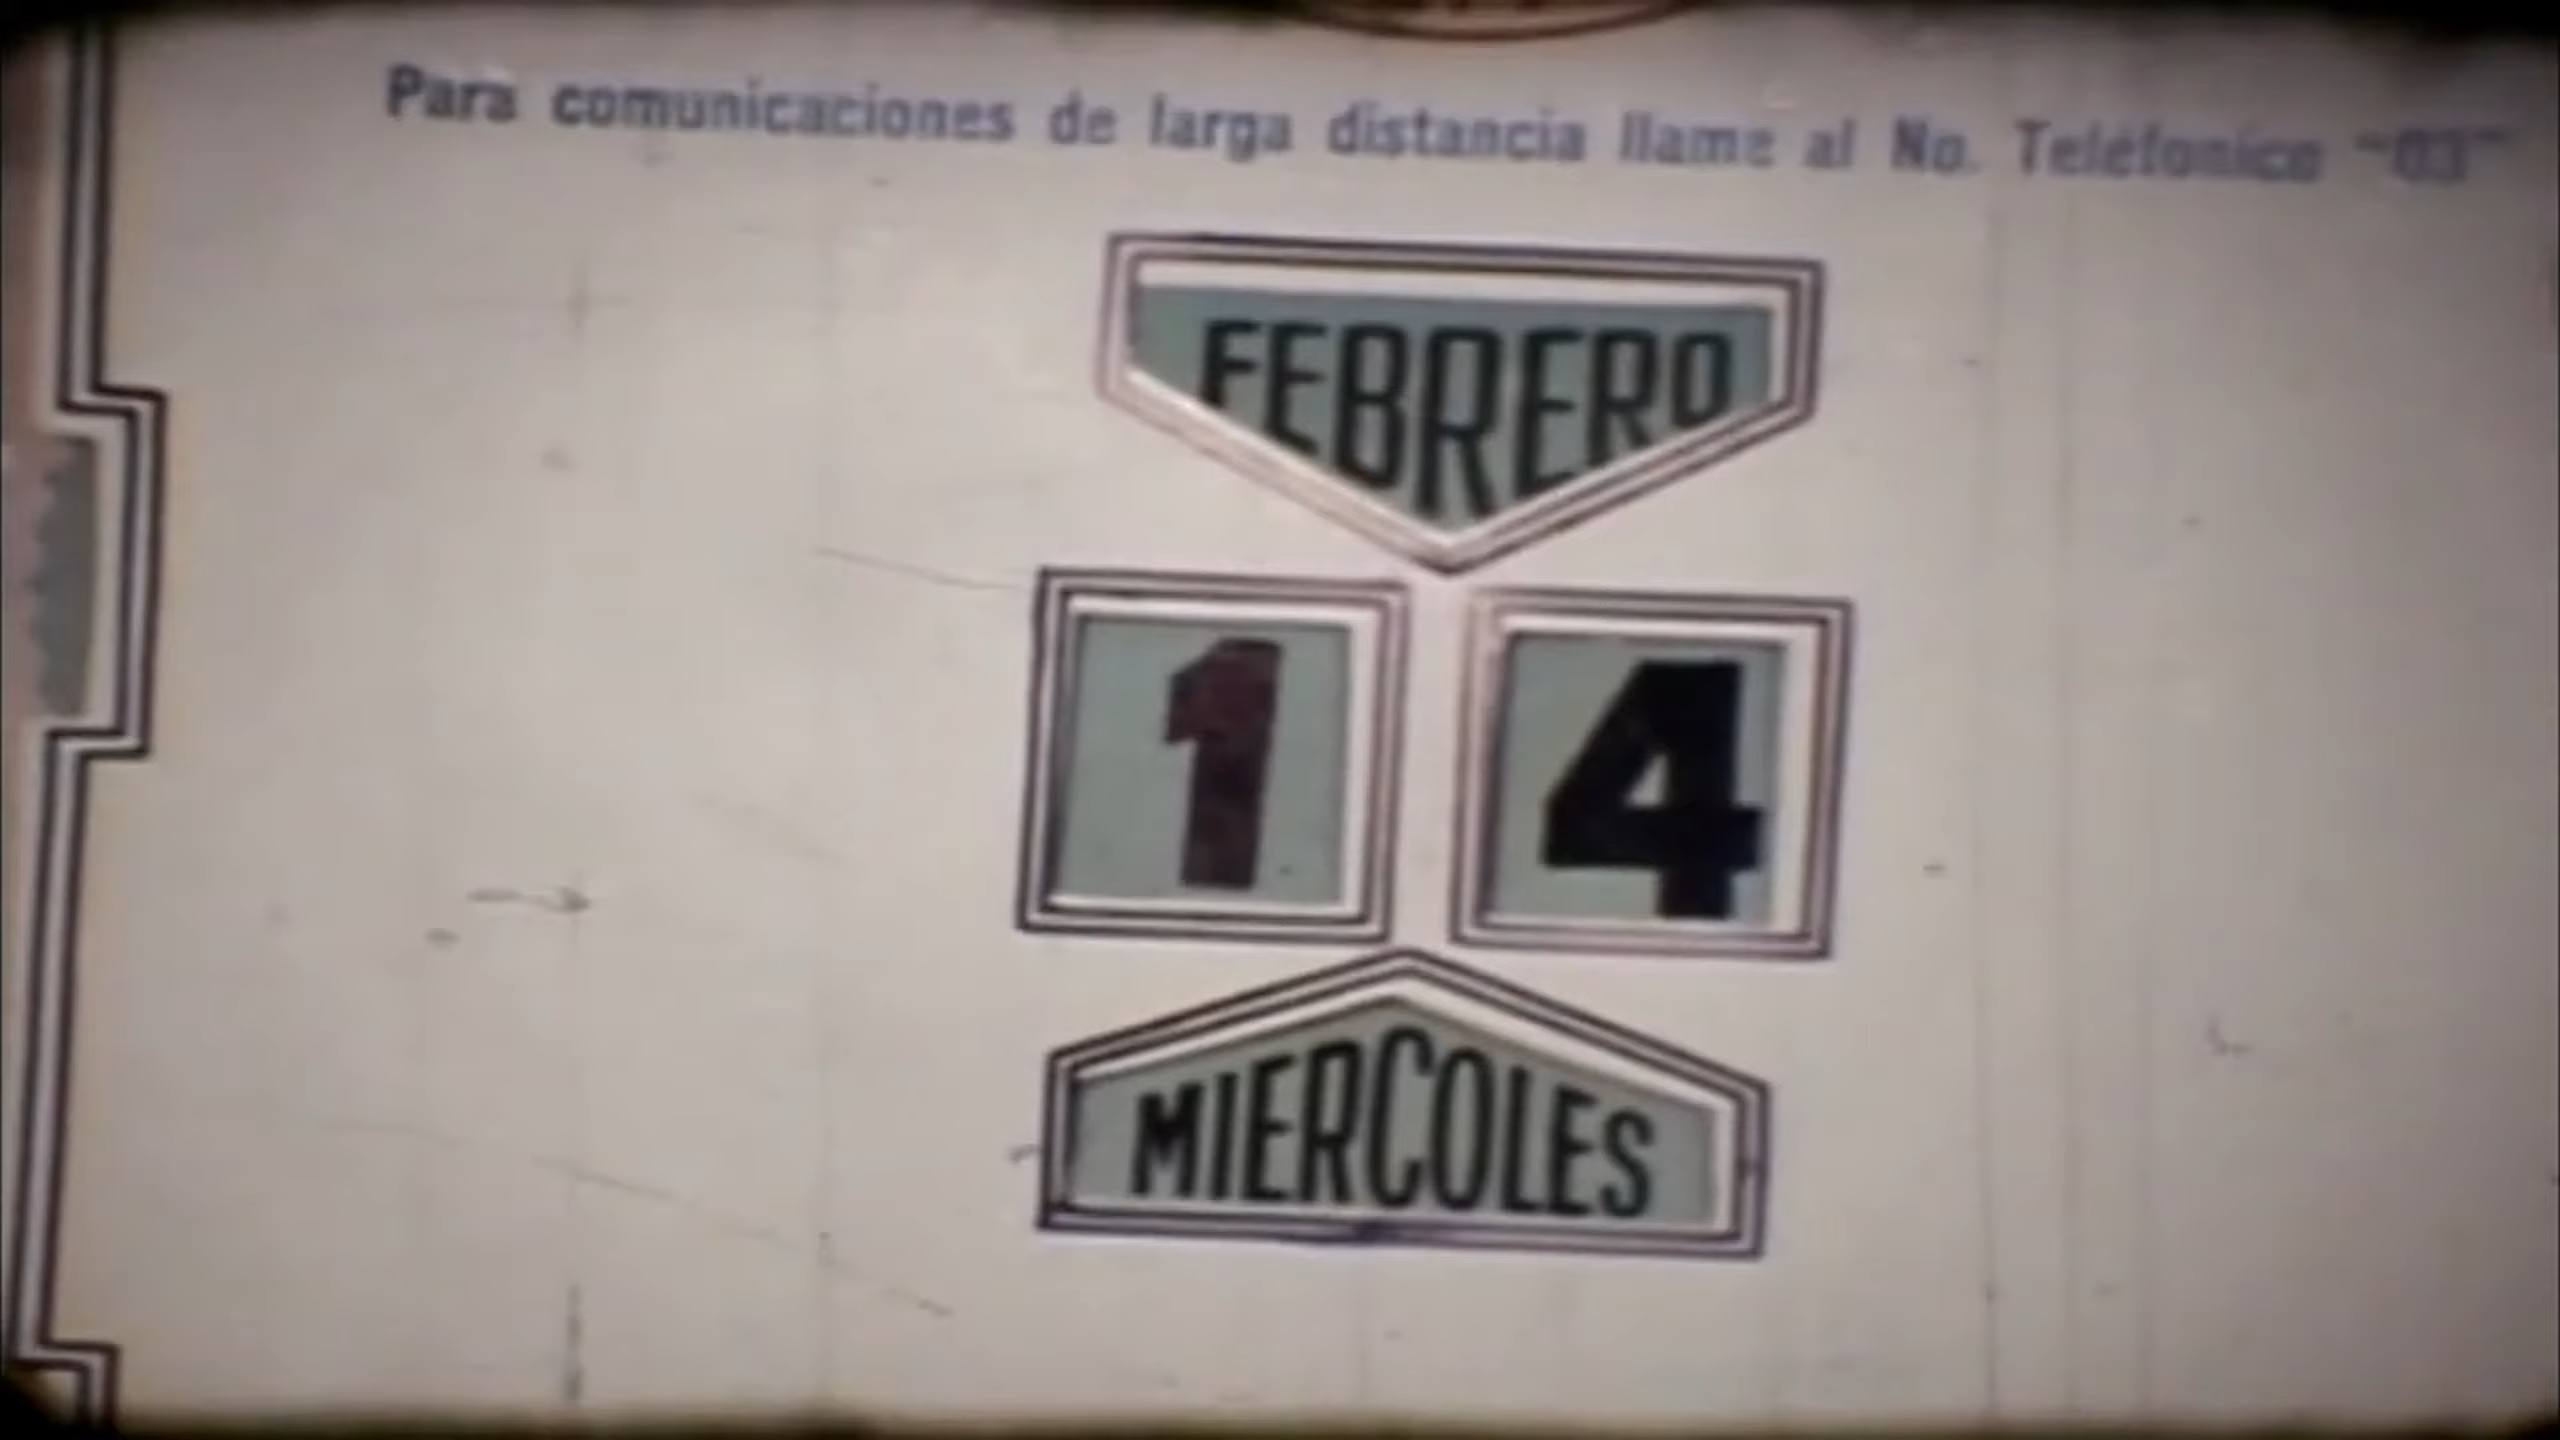 Para comunicaciones de larga distancia llame al No. Teléfonico "03"
FEBRERO
1 4
MIERCOLES